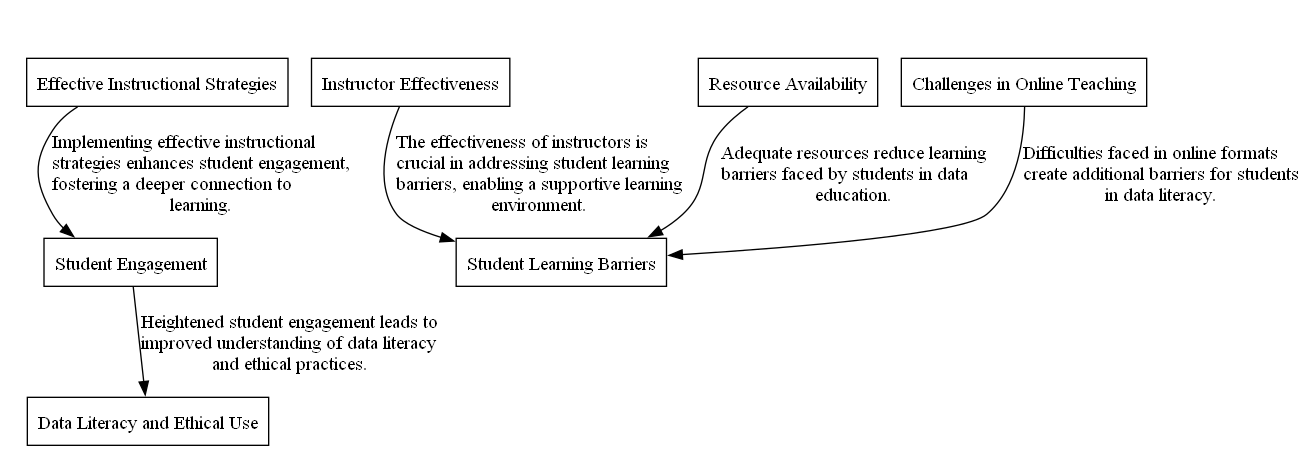 Effective Instructional Strategies
Instructor Effectiveness
Resource Availability
Challenges in Online Teaching
Implementing effective instructional
strategies enhances student engagement,
fostering a deeper connection to
learning.
The effectiveness of instructors is
crucial in addressing student learning
barriers, enabling a supportive learning
environment.
Adequate resources reduce learning
barriers faced by students in data
education.
Difficulties faced in online formats
create additional barriers for students
in data literacy.
Student Engagement
Student Learning Barriers
Heightened student engagement leads to
improved understanding of data literacy
and ethical practices.
Data Literacy and Ethical Use